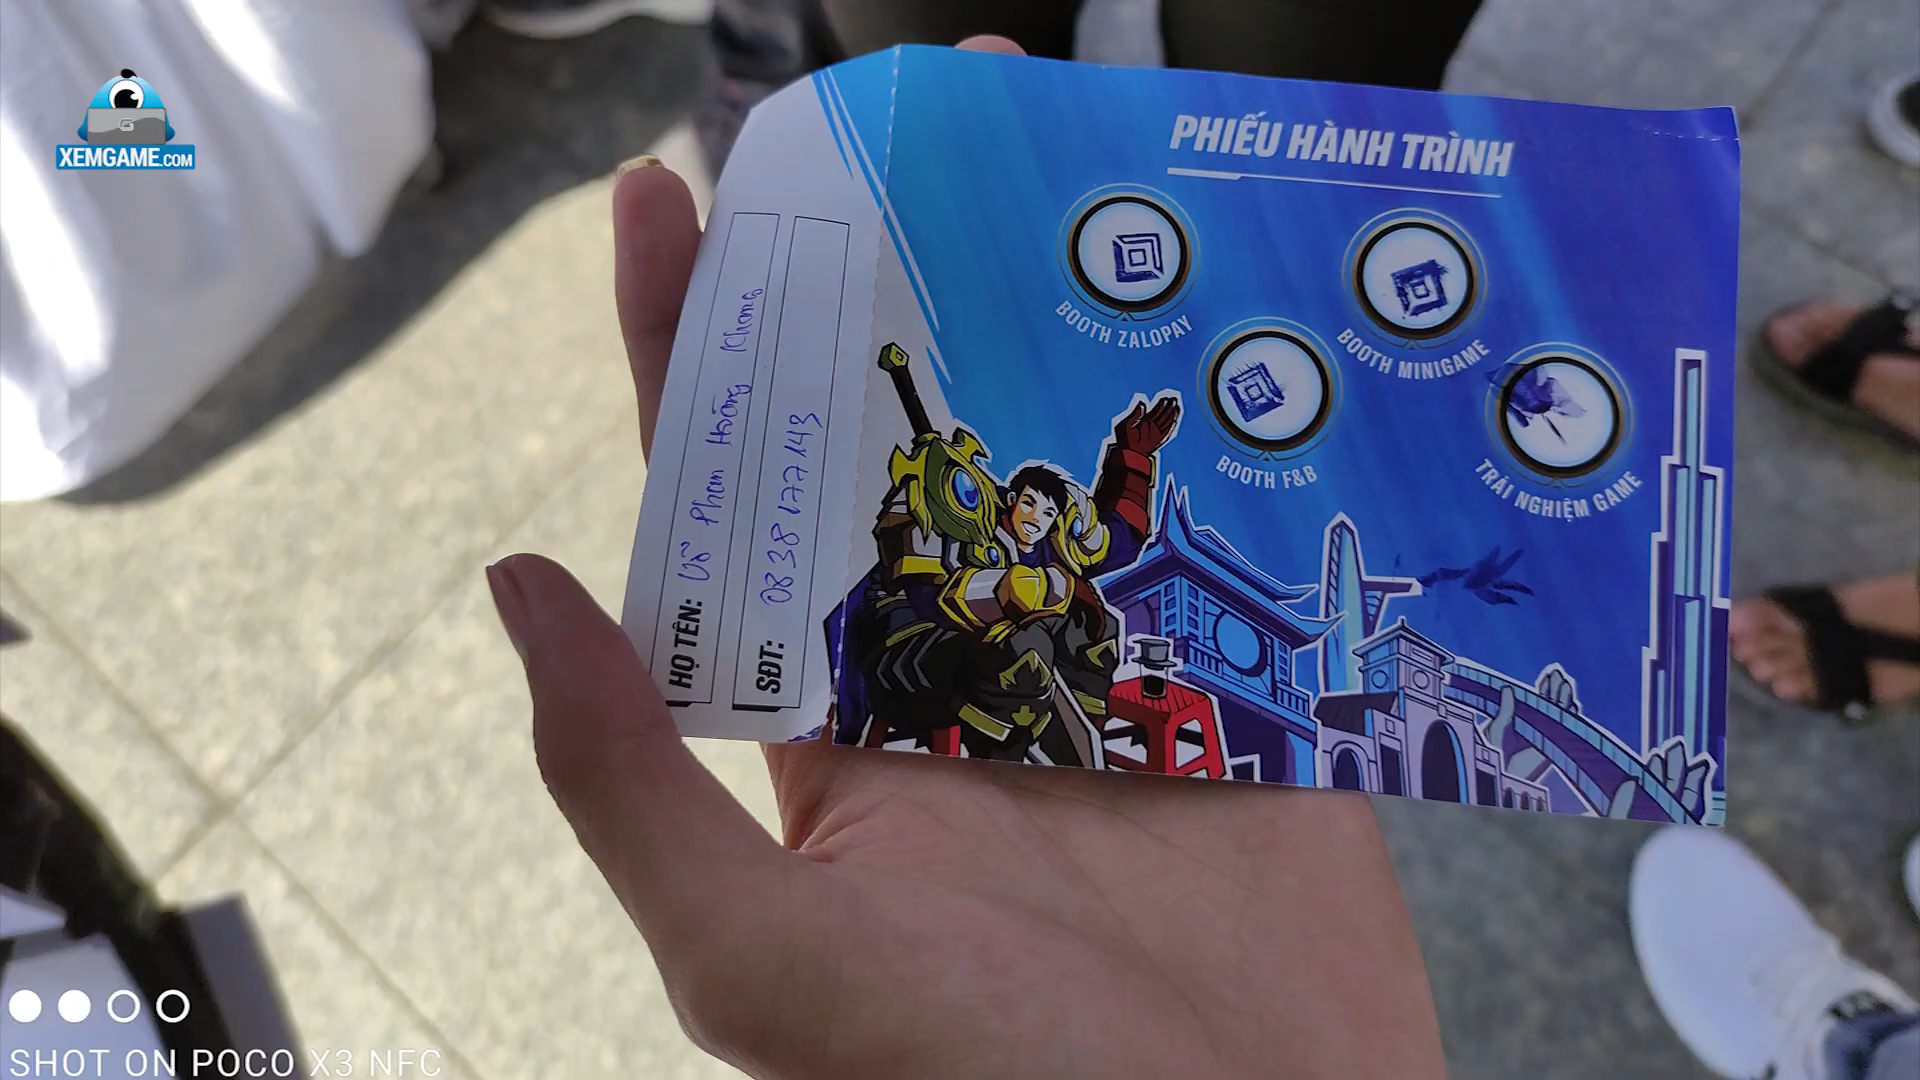 XEMGAME.COM
PHIẾU HÀNH TRÌNH
BOOTH ZALOPAY
BOOTH MINIGAME
BOOTH F&B
TRẢI NGHIỆM GAME
HỌ TÊN: Võ Phạm Hoàng Khang
SĐT: 0838177143
SHOT ON POCO X3 NFC